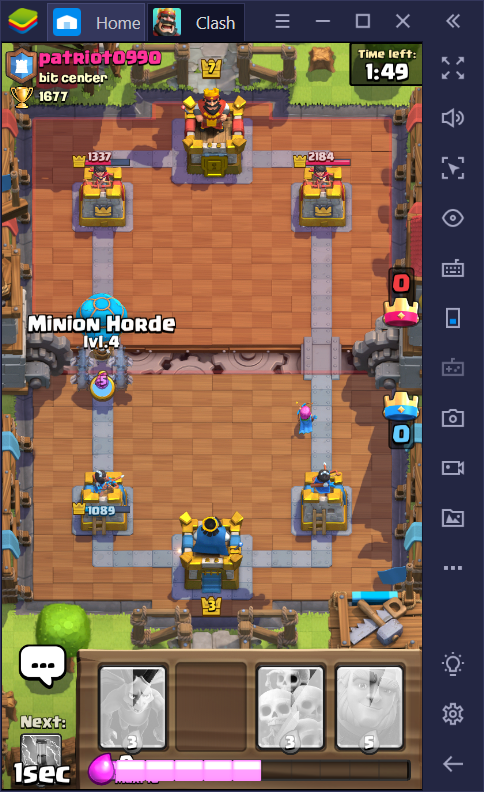 Home
Clash
patriot0990
bit center
1677
Time left:
1:49
7
1337
2184
0
Minion Horde
lvl.4
0
1089
3
3
3
5
Next:
1sec